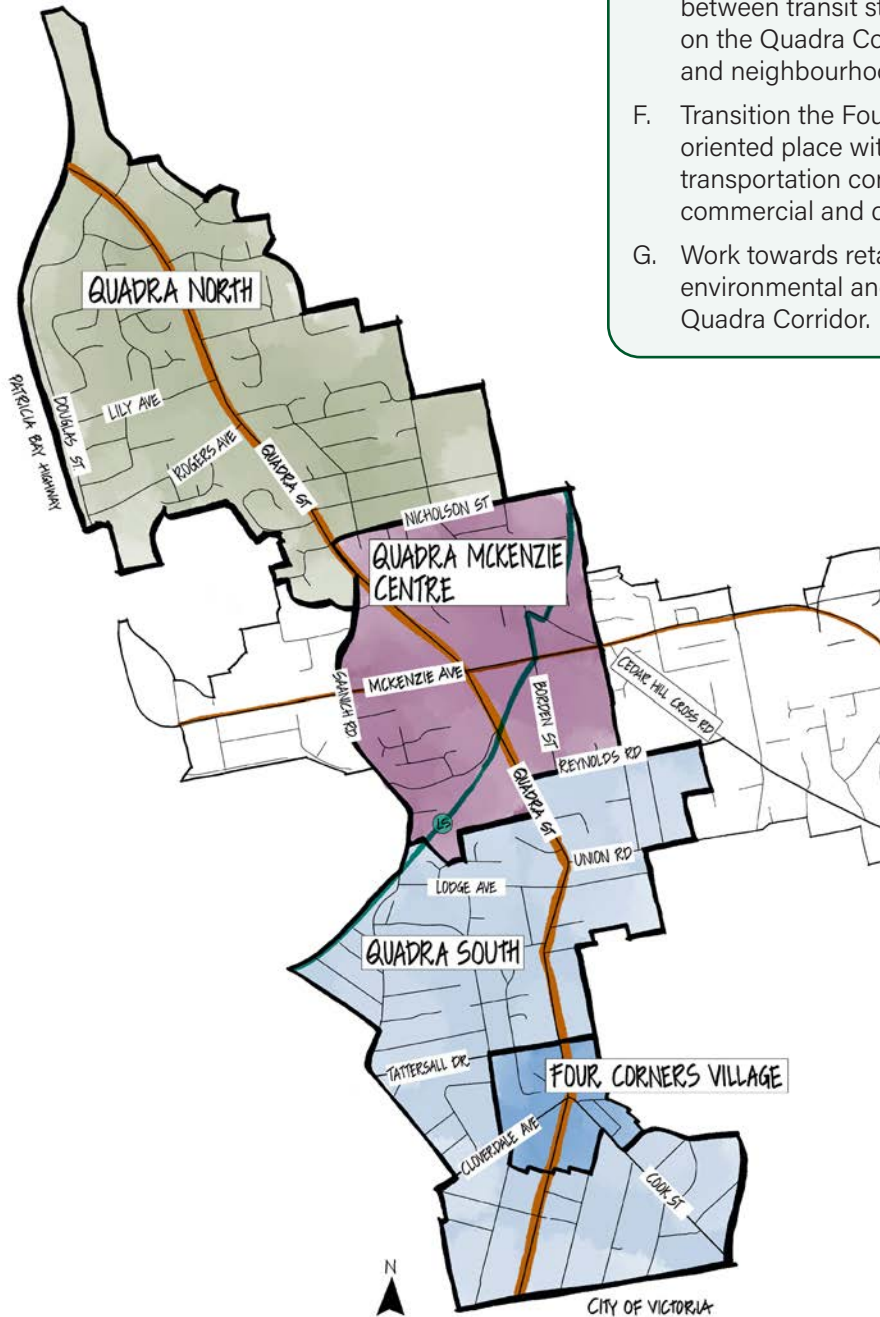 between transit st
on the Quadra Co
and neighbourhoo
F. Transition the Fou
oriented place wit
transportation cor
commercial and c
G. Work towards reta
environmental an
Quadra Corridor.
QUADRA NORTH
PATRICIA BAY HIGHWAY
DOUGLAS ST.
LILY AVE
ROGERS AVE
QUADRA ST
NICHOLSON ST
QUADRA MCKENZIE
CENTRE
SAANICH RD
MCKENZIE AVE
BORDEN ST
CEDAR HILL CROSS RD
REYNOLDS RD
QUADRA ST
LS
UNION RD
LODGE AVE
QUADRA SOUTH
TATTERSALL DR
FOUR CORNERS VILLAGE
CLOVERDALE AVE
COOK ST
N
CITY OF VICTORIA